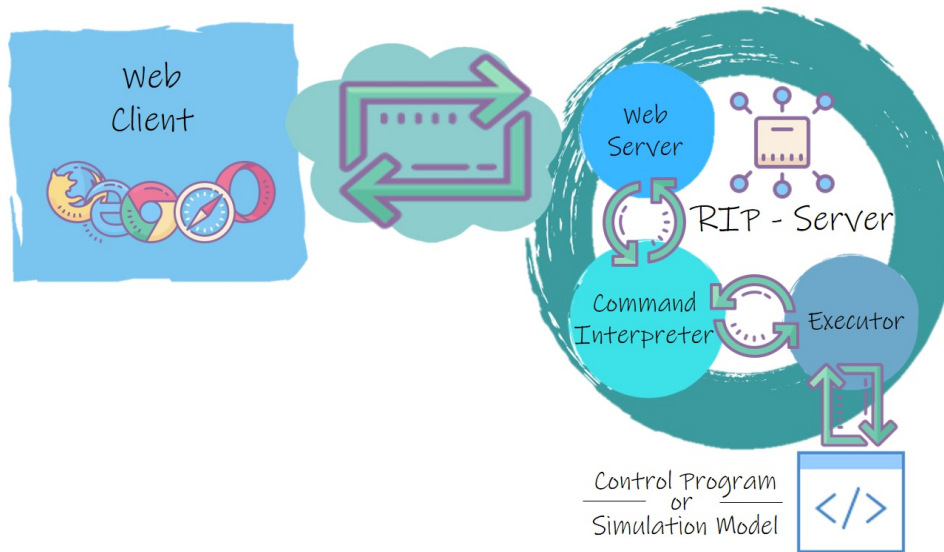 Web
Client
Web
Server
RIP - Server
Command
Interpreter
Executor
Control Program
or
Simulation Model
</>